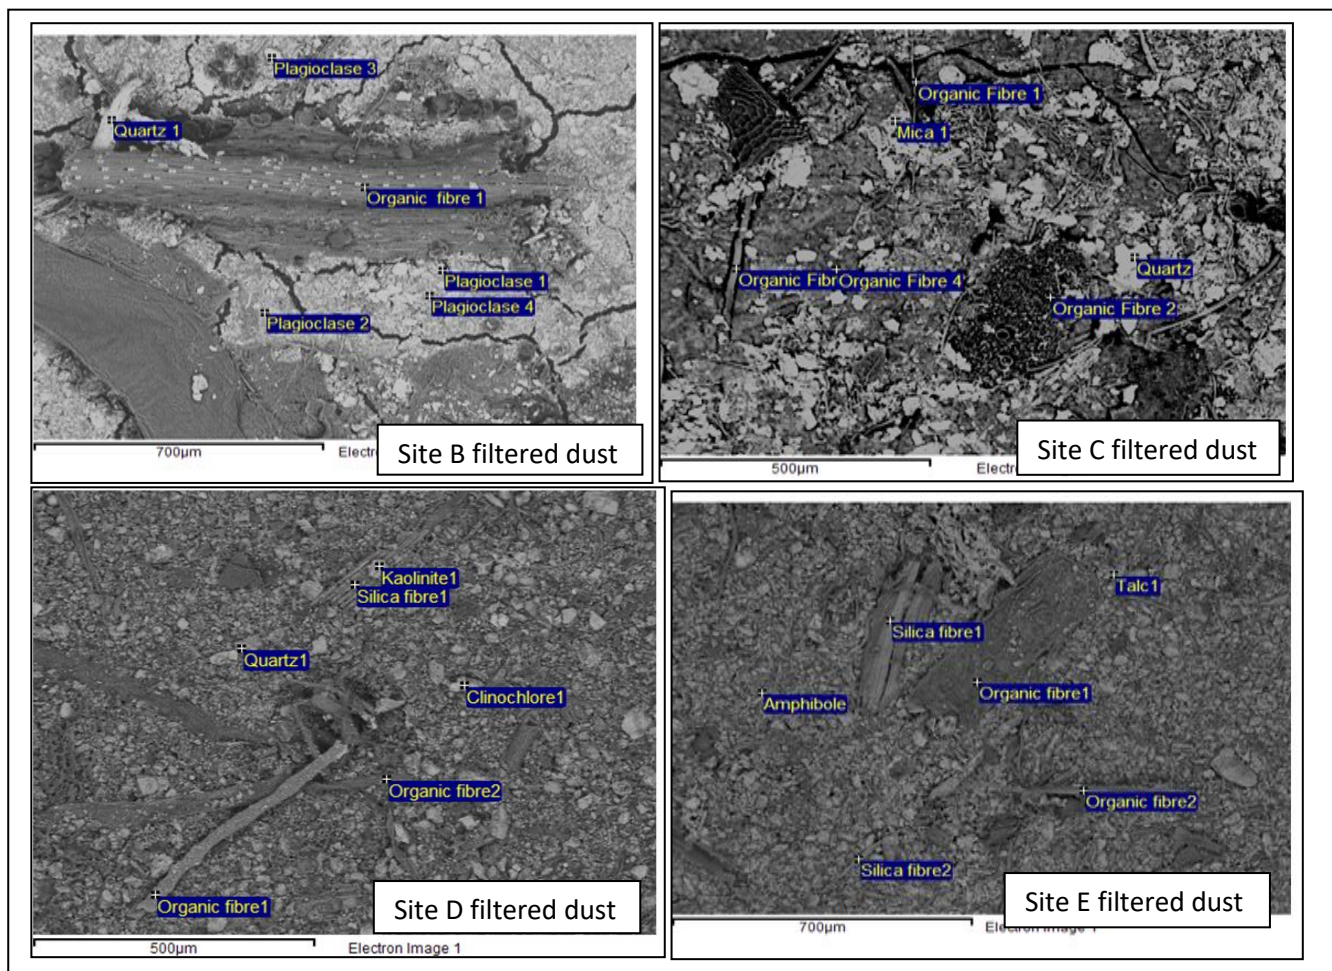 Plagioclase 3
Quartz 1
Organic fibre 1
Plagioclase 1
Plagioclase 4
Plagioclase 2
700µm
Site B filtered dust
Organic Fibre 1
Mica 1
Organic Fibre 4
Quartz
Organic Fibre 2
500µm
Site C filtered dust
Kaolinite1
Silica fibre1
Quartz1
Clinochlore1
Organic fibre2
Organic fibre1
500µm Electron Image 1
Site D filtered dust
Talc1
Silica fibre1
Organic fibre1
Amphibole
Organic fibre2
Silica fibre2
700µm
Site E filtered dust